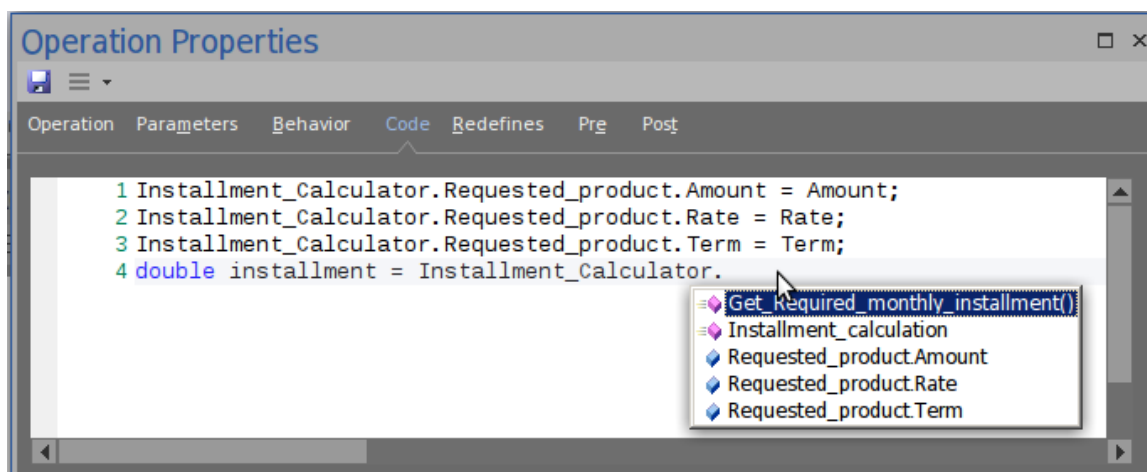 Operation Properties
Operation Parameters Behavior Code Redefines Pre Post
1 Installment_Calculator.Requested_product.Amount = Amount;
2 Installment_Calculator.Requested_product.Rate = Rate;
3 Installment_Calculator.Requested_product.Term = Term;
4 double installment = Installment_Calculator.
Get_Required_monthly_installment()
Installment_calculation
Requested_product.Amount
Requested_product.Rate
Requested_product.Term